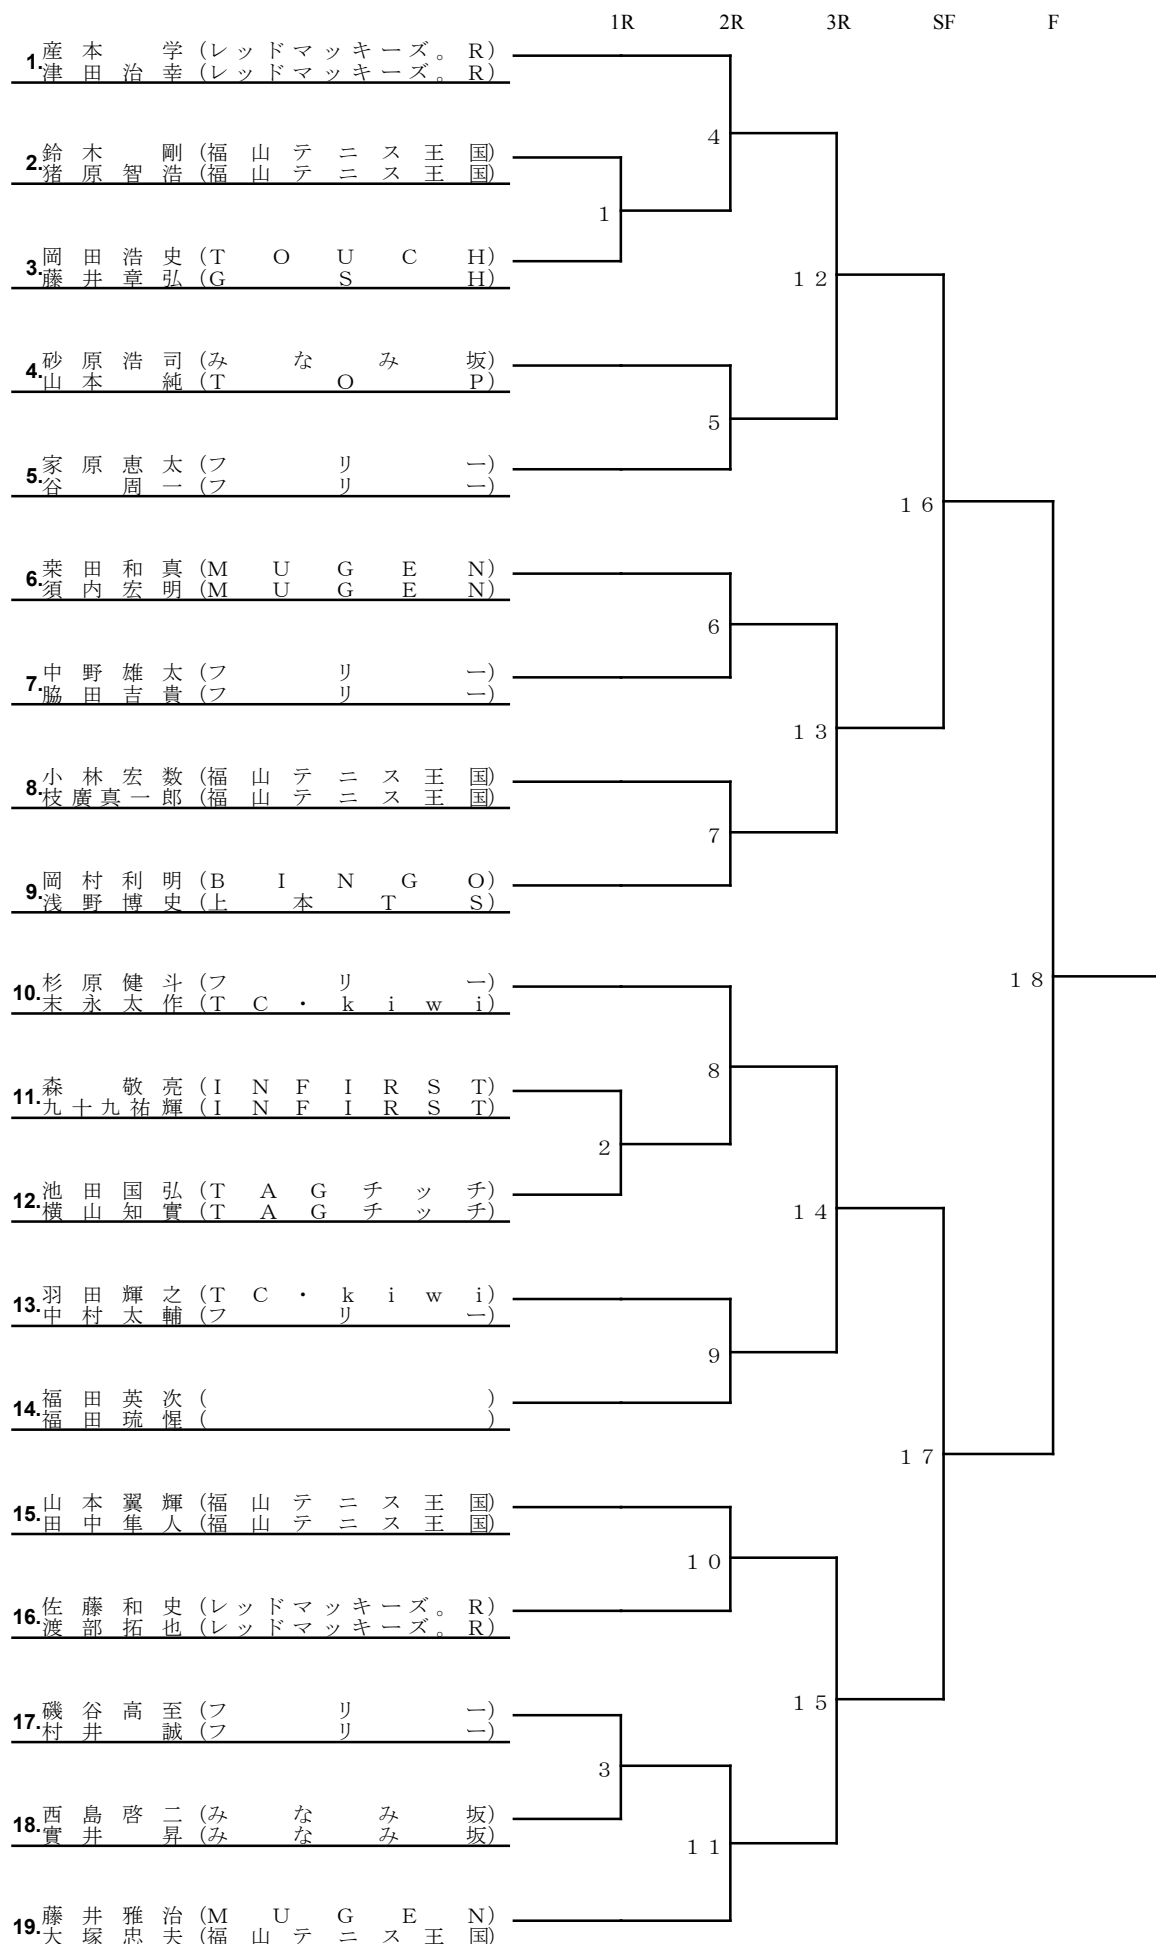 1R 2R 3R SF F
1. 産本 学 (レッドマッキーズ。R)
津田治幸 (レッドマッキーズ。R)
4
2. 鈴木 剛 (福山テニス王国)
猪原智浩 (福山テニス王国)
1
3. 岡田浩史 (TOUCH)
藤井章弘 (GSH)
12
4. 砂原浩司 (みなみ坂)
山本 純 (TOP)
5
5. 家原恵太 (フリー)
谷 周一 (フリー)
16
6. 栞田和真 (MUGEN)
須内宏明 (MUGEN)
6
7. 中野雄太 (フリー)
脇田吉貴 (フリー)
13
8. 小林宏数 (福山テニス王国)
枝廣真一郎 (福山テニス王国)
7
9. 岡村利明 (BINGO)
浅野博史 (上本TS)
18
10. 杉原健斗 (フリー)
末永太作 (TC・kiwi)
8
11. 森 敬亮 (INFIRST)
九十九祐輝 (INFIRST)
2
12. 池田国弘 (TAGチッチ)
横山知實 (TAGチッチ)
14
13. 羽田輝之 (TC・kiwi)
中村太輔 (フリー)
9
14. 福田英次 ( )
福田琉惺 ( )
17
15. 山本翼輝 (福山テニス王国)
田中隼人 (福山テニス王国)
10
16. 佐藤和史 (レッドマッキーズ。R)
渡部拓也 (レッドマッキーズ。R)
15
17. 磯谷高至 (フリー)
村井 誠 (フリー)
3
18. 西島啓二 (みなみ坂)
實井 昇 (みなみ坂)
11
19. 藤井雅治 (MUGEN)
大塚忠夫 (福山テニス王国)